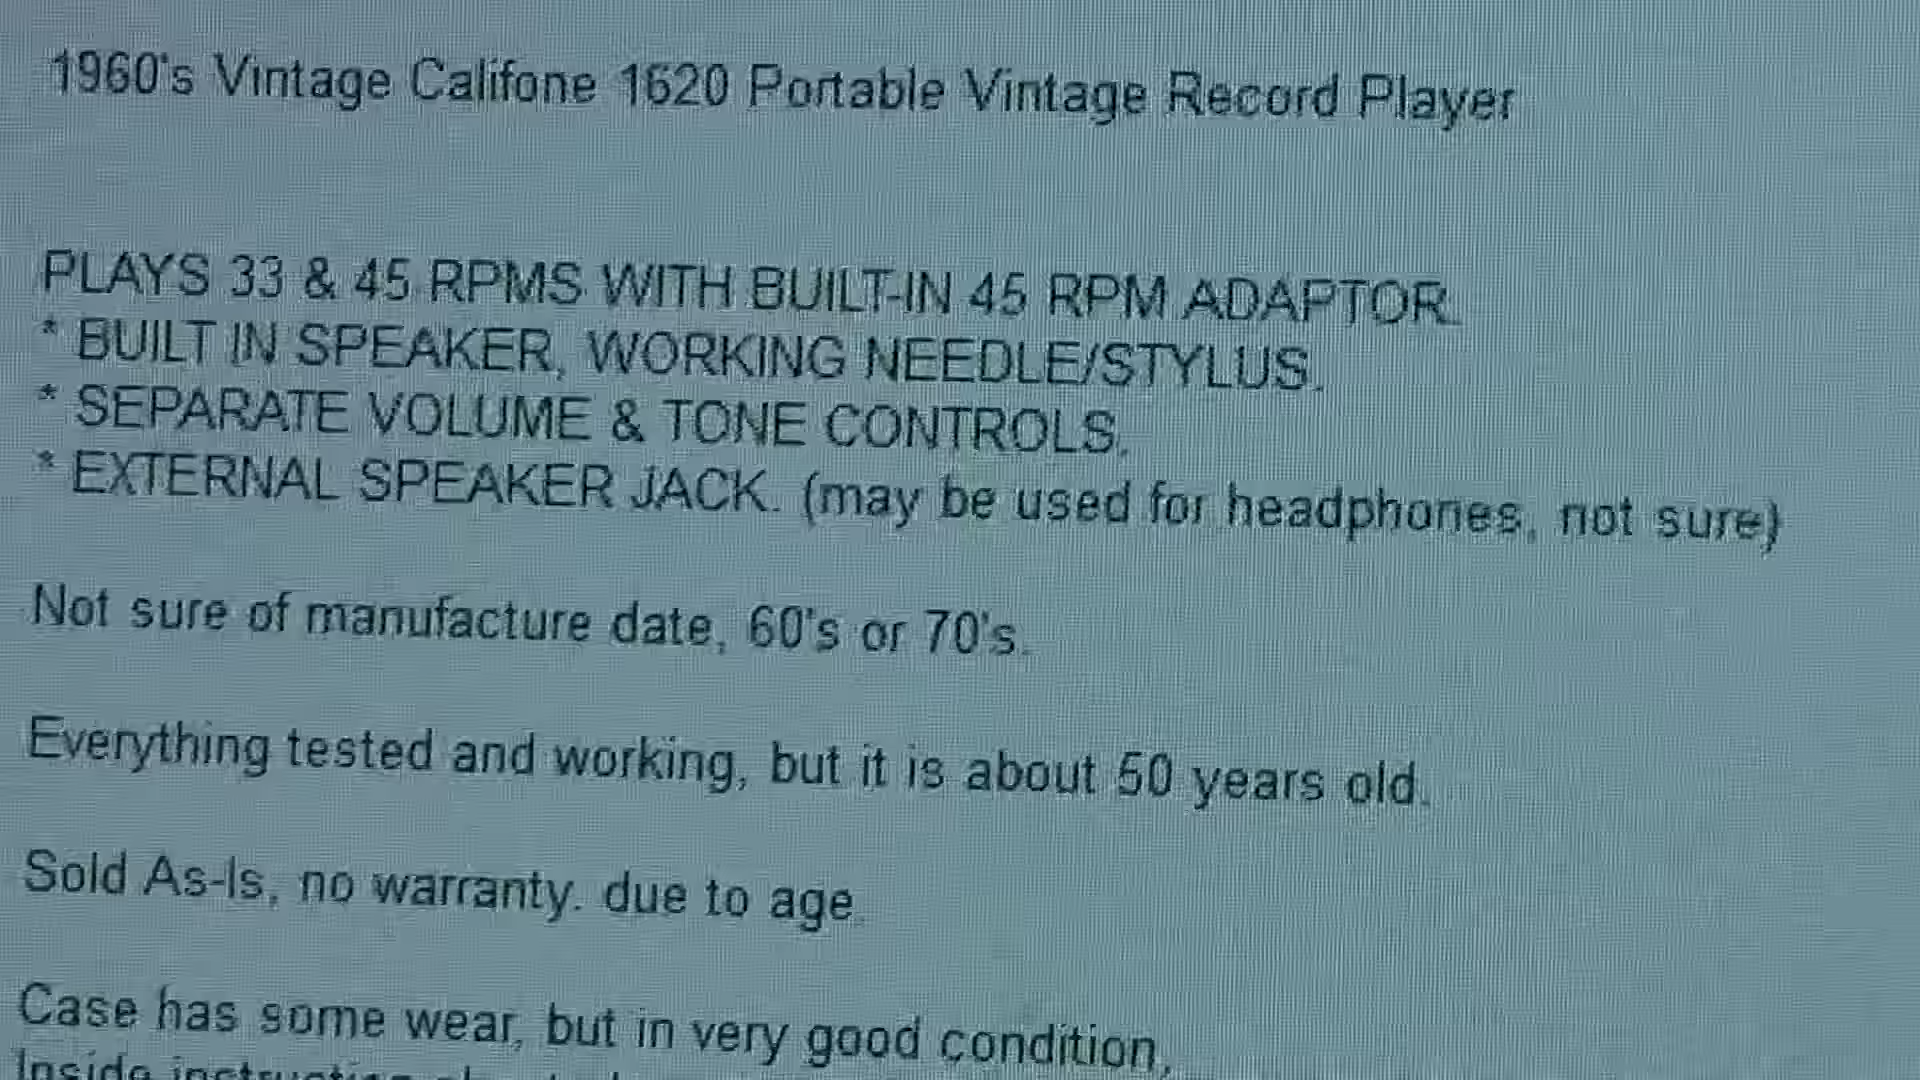 1960's Vintage Califone 1620 Portable Vintage Record Player
PLAYS 33 & 45 RPMS WITH BUILT-IN 45 RPM ADAPTOR.
* BUILT IN SPEAKER, WORKING NEEDLE/STYLUS.
* SEPARATE VOLUME & TONE CONTROLS.
* EXTERNAL SPEAKER JACK. (may be used for headphones, not sure)
Not sure of manufacture date, 60's or 70's.
Everything tested and working, but it is about 50 years old.
Sold As-Is, no warranty. due to age.
Case has some wear, but in very good condition,
Inside